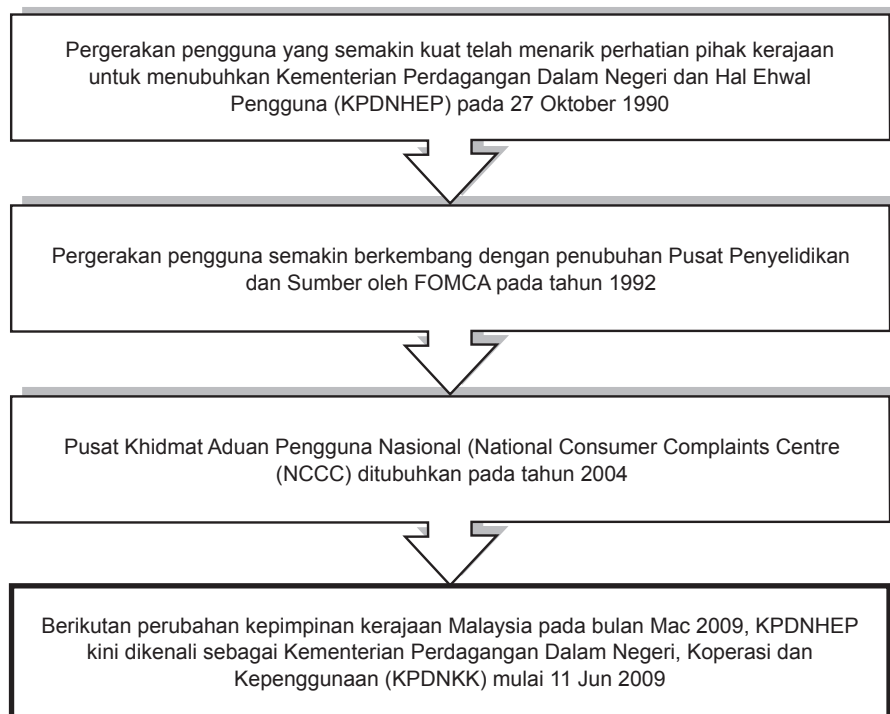 Pergerakan pengguna yang semakin kuat telah menarik perhatian pihak kerajaan
untuk menubuhkan Kementerian Perdagangan Dalam Negeri dan Hal Ehwal
Pengguna (KPDNHEP) pada 27 Oktober 1990
Pergerakan pengguna semakin berkembang dengan penubuhan Pusat Penyelidikan
dan Sumber oleh FOMCA pada tahun 1992
Pusat Khidmat Aduan Pengguna Nasional (National Consumer Complaints Centre
(NCCC) ditubuhkan pada tahun 2004
Berikutan perubahan kepimpinan kerajaan Malaysia pada bulan Mac 2009, KPDNHEP
kini dikenali sebagai Kementerian Perdagangan Dalam Negeri, Koperasi dan
Kepenggunaan (KPDNKK) mulai 11 Jun 2009